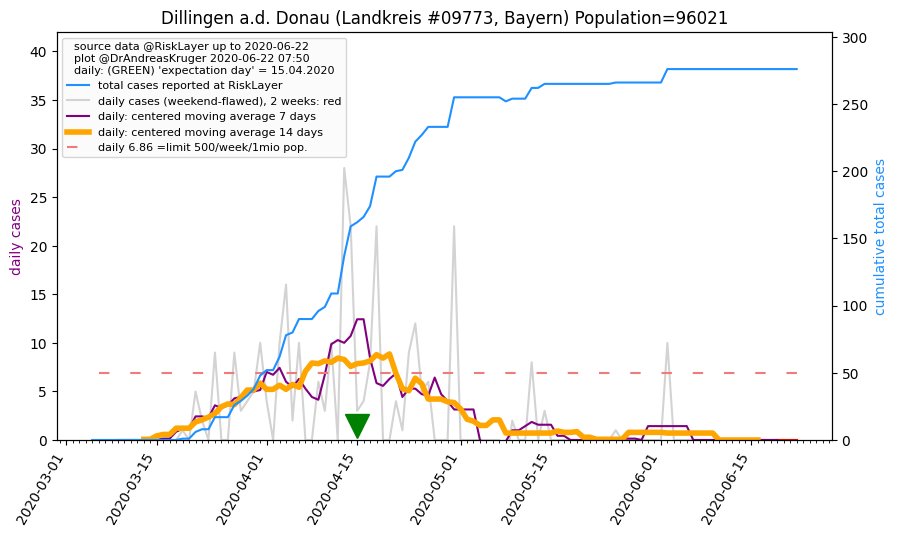 Dillingen a.d. Donau (Landkreis #09773, Bayern) Population=96021
source data @RiskLayer up to 2020-06-22
plot @DrAndreasKruger 2020-06-22 07:50
daily: (GREEN) 'expectation day' = 15.04.2020
total cases reported at RiskLayer
daily cases (weekend-flawed), 2 weeks: red
daily: centered moving average 7 days
daily: centered moving average 14 days
daily 6.86 =limit 500/week/1mio pop.
daily cases
40
35
30
25
20
15
10
5
0
cumulative total cases
300
250
200
150
100
50
0
2020-03-01
2020-03-15
2020-04-01
2020-04-15
2020-05-01
2020-05-15
2020-06-01
2020-06-15